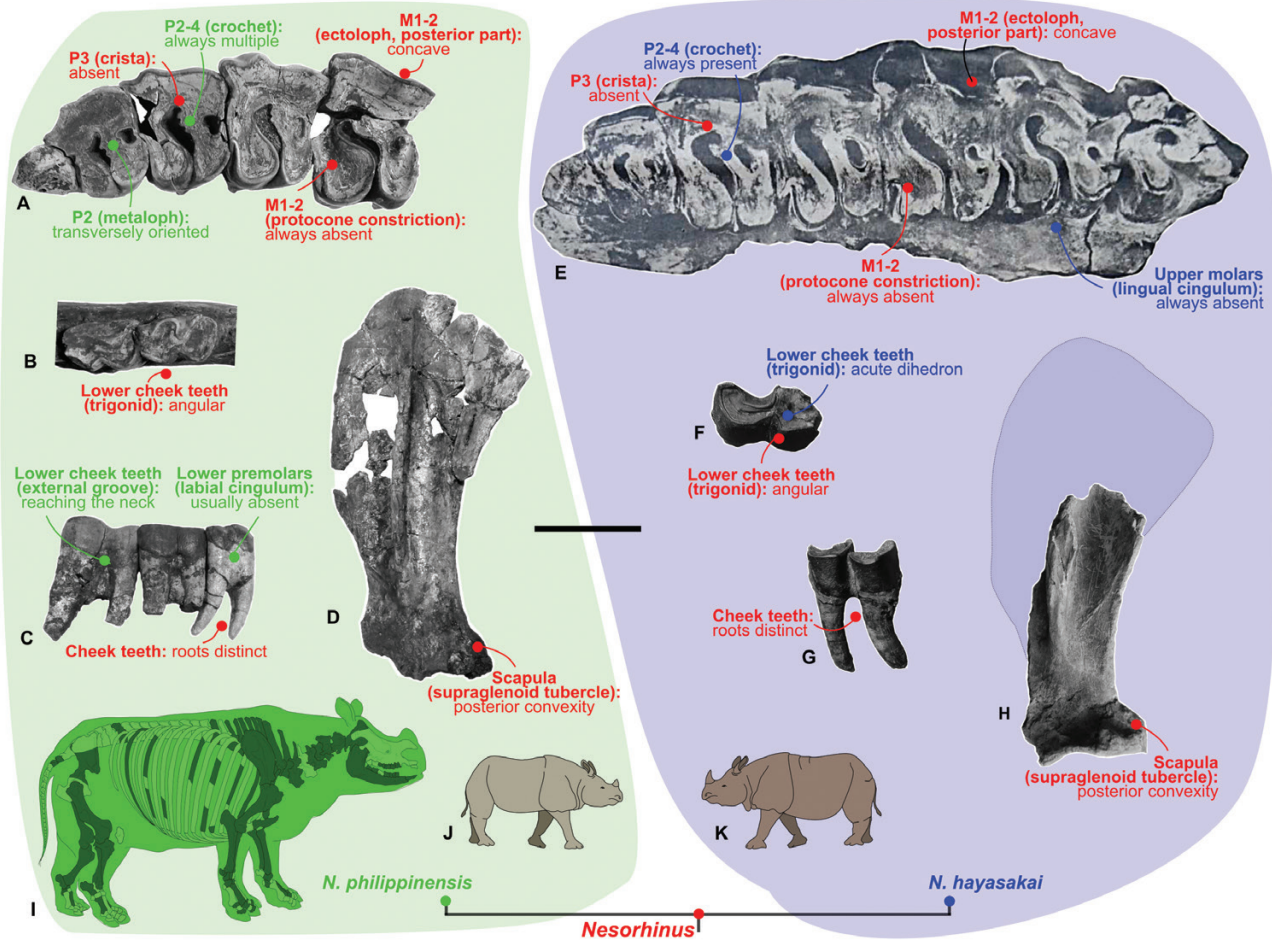 P2-4 (crochet):
always multiple
P3 (crista):
absent
M1-2
(ectoloph, posterior part):
concave
A
P2 (metaloph):
transversely oriented
M1-2
(protocone constriction):
always absent
B
Lower cheek teeth
(trigonid): angular
Lower cheek teeth
(external groove):
reaching the neck
Lower premolars
(labial cingulum):
usually absent
C
Cheek teeth: roots distinct
D
Scapula
(supraglenoid tubercle):
posterior convexity
I
J
N. philippinensis
M1-2 (ectoloph,
posterior part): concave
P2-4 (crochet):
always present
P3 (crista):
absent
E
M1-2
(protocone constriction):
always absent
Upper molars
(lingual cingulum):
always absent
Lower cheek teeth
(trigonid): acute dihedron
F
Lower cheek teeth
(trigonid): angular
Cheek teeth:
roots distinct
G
H
Scapula
(supraglenoid tubercle):
posterior convexity
K
N. hayasakai
Nesorhinus